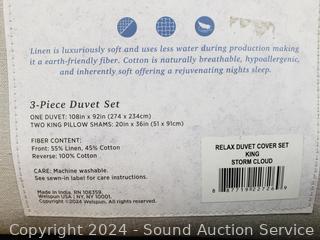 Linen is luxuriously soft and uses less water during production making
it a earth-friendly fiber. Cotton is naturally breathable, hypoallergenic,
and inherently soft offering a rejuvenating nights sleep.
3-Piece Duvet Set
ONE DUVET: 108in x 92in (274 x 234cm)
TWO KING PILLOW SHAMS: 20in x 36in (51 x 91cm)
FIBER CONTENT:
Front: 55% Linen, 45% Cotton
Reverse: 100% Cotton
CARE: Machine washable.
See sewn-in label for care instructions.
Made in India. RN 106359.
Welspun USA | NY, NY 10001.
Copyright ©2024 Welspun. All rights reserved.
RELAX DUVET COVER SET
KING
STORM CLOUD
Copyright 2024 - Sound Auction Service